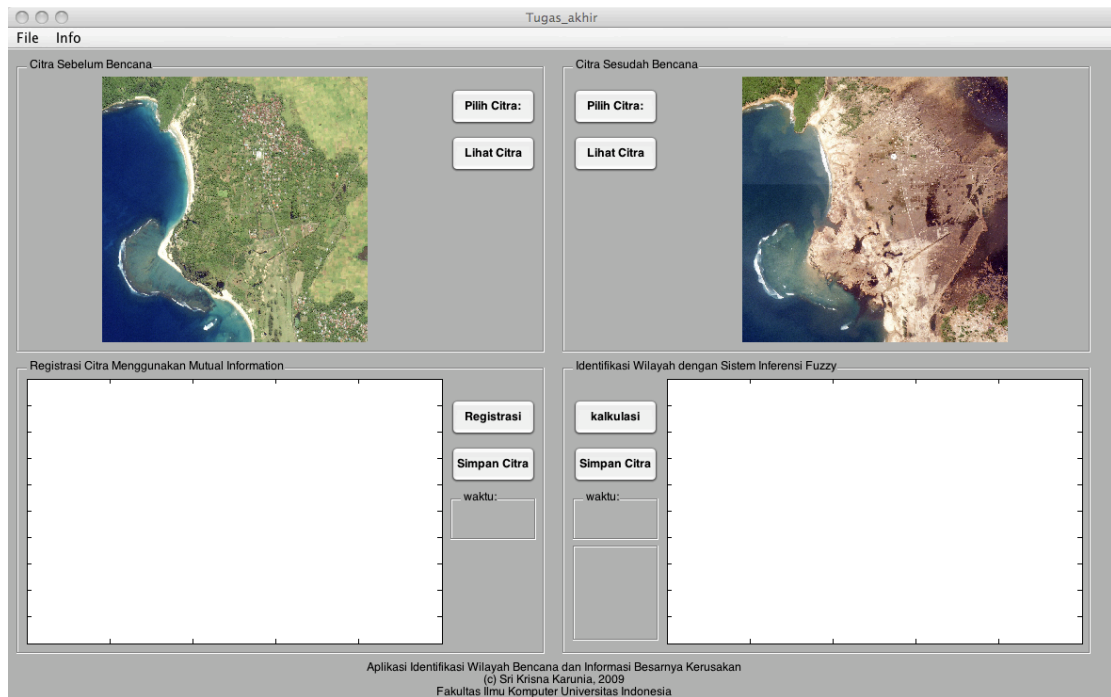 Tugas_akhir
File Info
Citra Sebelum Bencana
Pilih Citra:
Lihat Citra
Citra Sesudah Bencana
Pilih Citra:
Lihat Citra
Registrasi Citra Menggunakan Mutual Information
Registrasi
Simpan Citra
waktu:
Identifikasi Wilayah dengan Sistem Inferensi Fuzzy
kalkulasi
Simpan Citra
waktu:
Aplikasi Identifikasi Wilayah Bencana dan Informasi Besarnya Kerusakan
(c) Sri Krisna Karunia, 2009
Fakultas Ilmu Komputer Universitas Indonesia